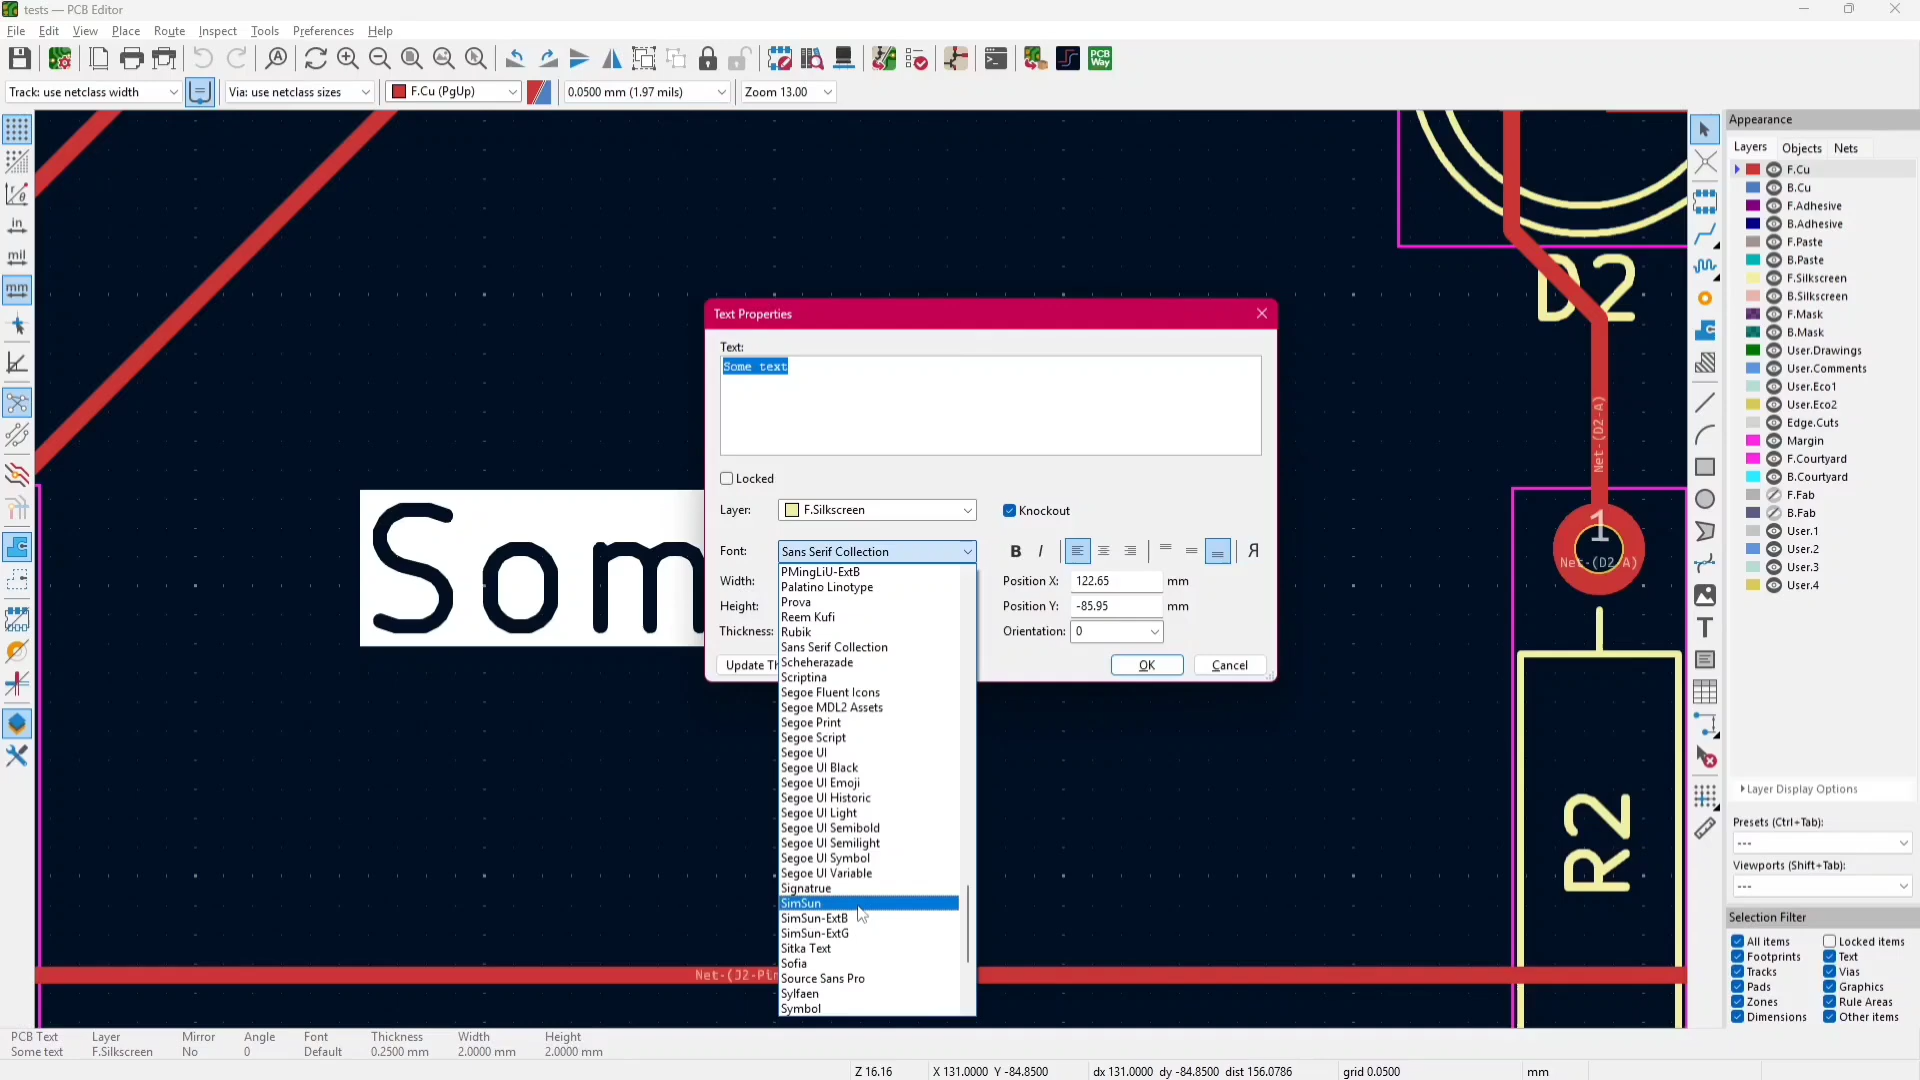 tests — PCB Editor
File Edit View Place Route Inspect Tools Preferences Help
PCB Way
Track: use netclass width
Via: use netclass sizes
F.Cu (PgUp)
0.0500 mm (1.97 mils)
Zoom 13.00
in
mil
mm
Som
D2
Net-(D2-A)
1
Net-(D2-A)
R2
Net-(J2-Pin
Text Properties
Text:
Some text
Locked
Layer: F.Silkscreen
Knockout
Font: Sans Serif Collection
B I
Я
Width:
Height:
Thickness:
Position X: 122.65 mm
Position Y: -85.95 mm
Orientation: 0
Update Th
OK
Cancel
PMingLiU-ExtB
Palatino Linotype
Prova
Reem Kufi
Rubik
Sans Serif Collection
Scheherazade
Scriptina
Segoe Fluent Icons
Segoe MDL2 Assets
Segoe Print
Segoe Script
Segoe UI
Segoe UI Black
Segoe UI Emoji
Segoe UI Historic
Segoe UI Light
Segoe UI Semibold
Segoe UI Semilight
Segoe UI Symbol
Segoe UI Variable
Signatrue
SimSun
SimSun-ExtB
SimSun-ExtG
Sitka Text
Sofia
Source Sans Pro
Sylfaen
Symbol
Appearance
Layers Objects Nets
F.Cu
B.Cu
F.Adhesive
B.Adhesive
F.Paste
B.Paste
F.Silkscreen
B.Silkscreen
F.Mask
B.Mask
User.Drawings
User.Comments
User.Eco1
User.Eco2
Edge.Cuts
Margin
F.Courtyard
B.Courtyard
F.Fab
B.Fab
User.1
User.2
User.3
User.4
Layer Display Options
Presets (Ctrl+Tab):
---
Viewports (Shift+Tab):
---
Selection Filter
All items Locked items
Footprints Text
Tracks Vias
Pads Graphics
Zones Rule Areas
Dimensions Other items
PCB Text Layer Mirror Angle Font Thickness Width Height
Some text F.Silkscreen No 0 Default 0.2500 mm 2.0000 mm 2.0000 mm
Z 16.16 X 131.0000 Y -84.8500 dx 131.0000 dy -84.8500 dist 156.0786 grid 0.0500 mm